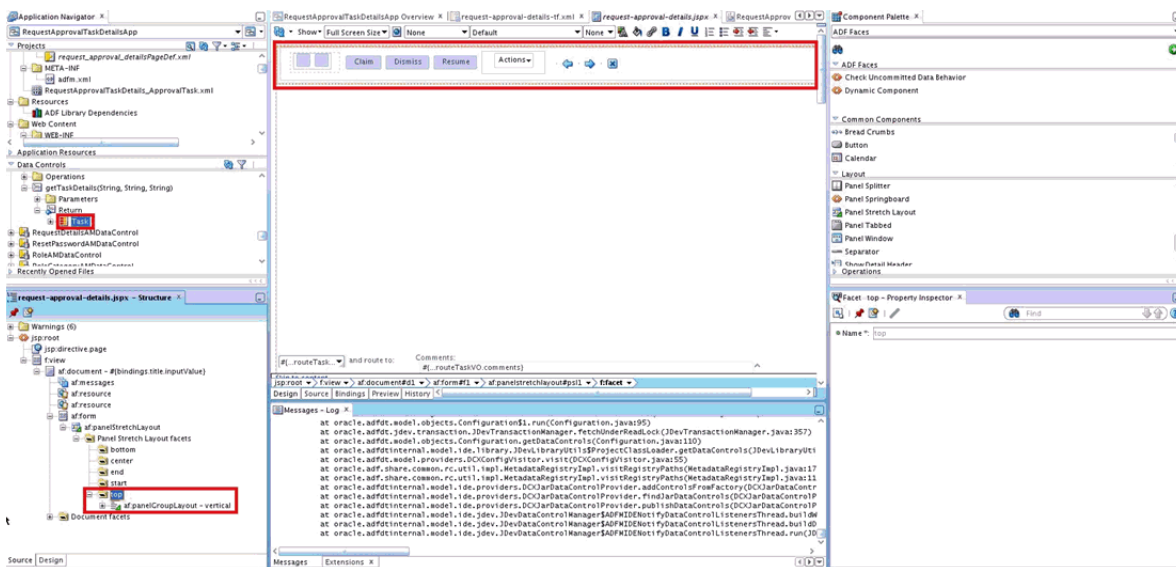 Application Navigator
RequestApprovalTaskDetailsApp
Projects
request_approval_detailsPageDef.xml
META-INF
adfm.xml
RequestApprovalTaskDetails_ApprovalTask.xml
Resources
ADF Library Dependencies
Web Content
WEB-INF
Application Resources
Data Controls
Operations
getTaskDetails(String, String, String)
Parameters
Return
Task
RequestDetailsAMDataControl
ResetPasswordAMDataControl
RoleAMDataControl
RoleCategoryAMDataControl
Recently Opened Files
request-approval-details.jspx - Structure
Warnings (6)
jsp:root
jsp:directive.page
f:view
af:document - #{bindings.title.inputValue}
af:messages
af:resource
af:resource
af:form
af:panelStretchLayout
Panel Stretch Layout facets
bottom
center
end
start
top
af:panelGroupLayout - vertical
Document facets
Source Design
RequestApprovalTaskDetailsApp Overview
request-approval-details-tf.xml
request-approval-details.jspx
RequestApprov
Show Full Screen Size None Default None B I U
Claim Dismiss Resume Actions
#{...routeTask... and route to: Comments:
#{...routeTaskVO.comments}
jsp:root f:view af:document#d1 af:form#f1 af:panelstretchlayout#psl1 f:facet
Design Source Bindings Preview History
Messages - Log
at oracle.adfdt.model.objects.Configuration$1.run(Configuration.java:95)
at oracle.adfdt.jdev.transaction.JDevTransactionManager.fetchUnderReadLock(JDevTransactionManager.java:357)
at oracle.adfdt.model.objects.Configuration.getDataControls(Configuration.java:110)
at oracle.adfdtinternal.model.ide.library.JDevLibraryUtils$ProjectClassLoader.getDataControls(JDevLibraryUti
at oracle.adfdt.model.providers.DCXConfigVisitor.visit(DCXConfigVisitor.java:55)
at oracle.adf.share.common.rc.util.impl.MetadataRegistryImpl.visitRegistryPaths(MetadataRegistryImpl.java:17
at oracle.adf.share.common.rc.util.impl.MetadataRegistryImpl.visitRegistryPaths(MetadataRegistryImpl.java:11
at oracle.adfdtinternal.model.ide.providers.DCXJarDataControlProvider.addControlsFromFactory(DCXJarDataContr
at oracle.adfdtinternal.model.ide.providers.DCXJarDataControlProvider.findJarDataControls(DCXJarDataControlP
at oracle.adfdtinternal.model.ide.providers.DCXJarDataControlProvider.publishDataControls(DCXJarDataControlP
at oracle.adfdtinternal.model.ide.jdev.JDevDataControlManager$ADFMIDENotifyDataControlListenersThread.buildW
at oracle.adfdtinternal.model.ide.jdev.JDevDataControlManager$ADFMIDENotifyDataControlListenersThread.buildD
at oracle.adfdtinternal.model.ide.jdev.JDevDataControlManager$ADFMIDENotifyDataControlListenersThread.run(JD
Messages Extensions
Component Palette
ADF Faces
ADF Faces
Check Uncommitted Data Behavior
Dynamic Component
Common Components
Bread Crumbs
Button
Calendar
Layout
Panel Splitter
Panel Springboard
Panel Stretch Layout
Panel Tabbed
Panel Window
Separator
Show Detail Header
Operations
Facet - top - Property Inspector
Find
Name *: top